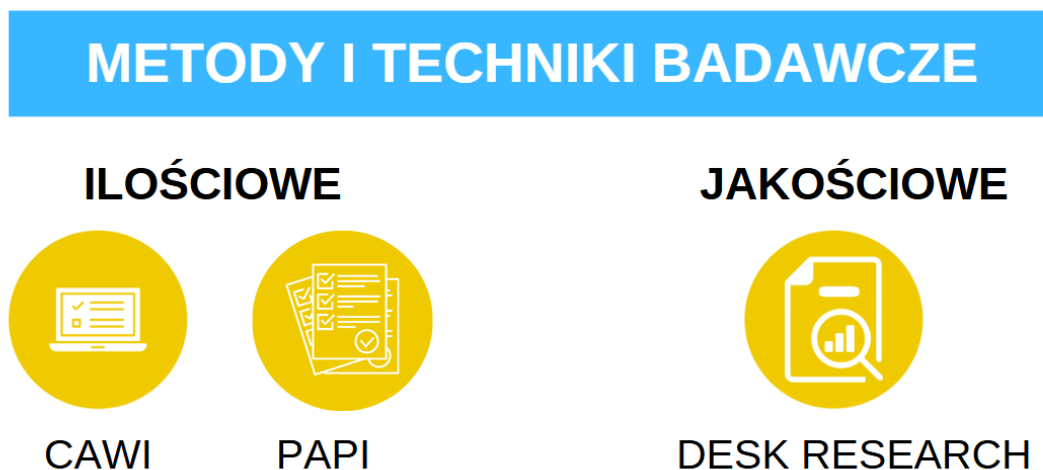 METODY I TECHNIKI BADAWCZE
ILOŚCIOWE
JAKOŚCIOWE
CAWI
PAPI
DESK RESEARCH